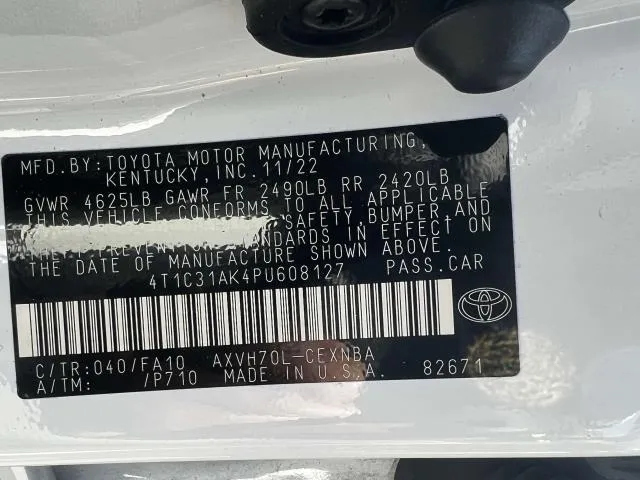 MFD.BY:TOYOTA MOTOR MANUFACTURING,
KENTUCKY,INC.11/22
GVWR 4625LB GAWR FR 2490LB RR 2420LB
THIS VEHICLE CONFORMS TO ALL APPLICABLE
SAFETY,BUMPER,AND
THE PREVENT STANDARDS IN EFFECT ON
THE DATE OF MANUFACTURE SHOWN ABOVE.
4T1C31AK4PU608127 PASS.CAR
C/TR:040/FA10 AXVH70L-CEXNBA
A/TM: /P710 MADE IN U.S.A. 82671